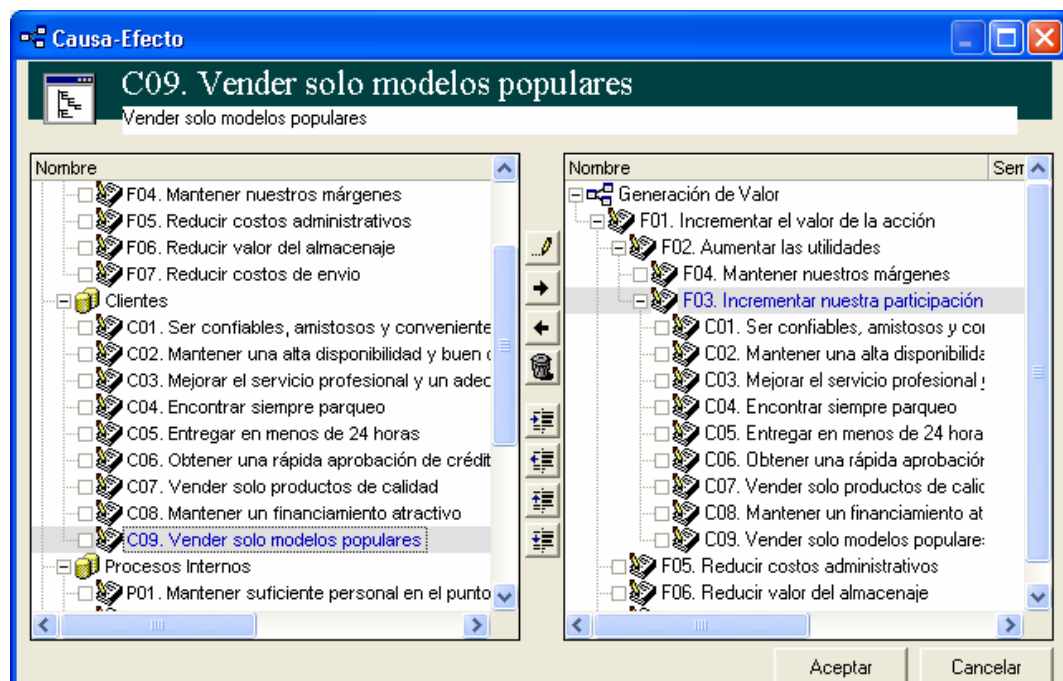 Causa-Efecto
C09. Vender solo modelos populares
Vender solo modelos populares
Nombre
F04. Mantener nuestros márgenes
F05. Reducir costos administrativos
F06. Reducir valor del almacenaje
F07. Reducir costos de envio
Clientes
C01. Ser confiables, amistosos y conveniente
C02. Mantener una alta disponibilidad y buen
C03. Mejorar el servicio profesional y un adec
C04. Encontrar siempre parqueo
C05. Entregar en menos de 24 horas
C06. Obtener una rápida aprobación de crédit
C07. Vender solo productos de calidad
C08. Mantener un financiamiento atractivo
C09. Vender solo modelos populares
Procesos Internos
P01. Mantener suficiente personal en el punto
Nombre Sem
Generación de Valor
F01. Incrementar el valor de la acción
F02. Aumentar las utilidades
F04. Mantener nuestros márgenes
F03. Incrementar nuestra participación
C01. Ser confiables, amistosos y cor
C02. Mantener una alta disponibilida
C03. Mejorar el servicio profesional y
C04. Encontrar siempre parqueo
C05. Entregar en menos de 24 hora
C06. Obtener una rápida aprobación
C07. Vender solo productos de calid
C08. Mantener un financiamiento at
C09. Vender solo modelos populare
F05. Reducir costos administrativos
F06. Reducir valor del almacenaje
Aceptar
Cancelar